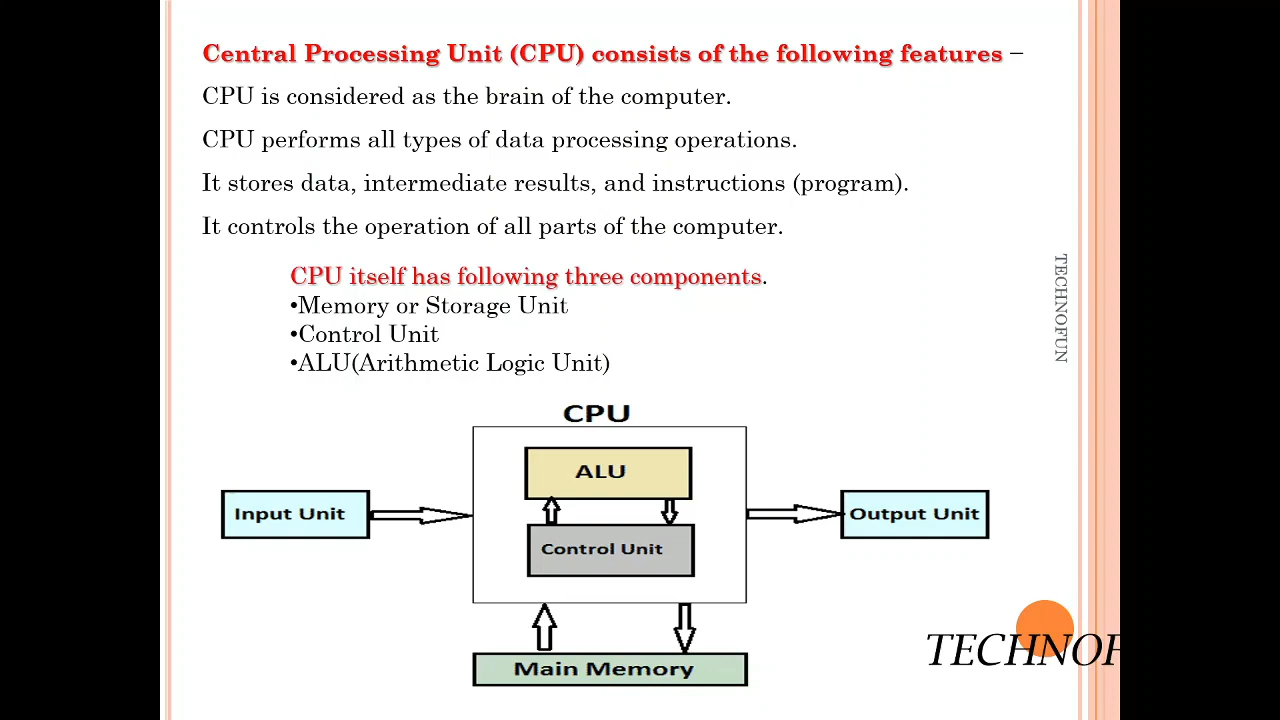 Central Processing Unit (CPU) consists of the following features –
CPU is considered as the brain of the computer.
CPU performs all types of data processing operations.
It stores data, intermediate results, and instructions (program).
It controls the operation of all parts of the computer.
CPU itself has following three components.
•Memory or Storage Unit
•Control Unit
•ALU(Arithmetic Logic Unit)
TECHNOFUN
CPU
ALU
Input Unit
Control Unit
Output Unit
Main Memory
TECHNOF